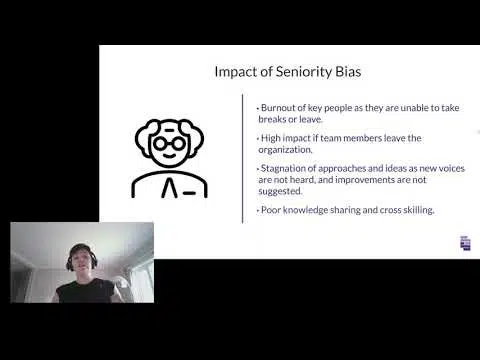 Impact of Seniority Bias
• Burnout of key people as they are unable to take
breaks or leave.
• High impact if team members leave the
organization.
• Stagnation of approaches and ideas as new voices
are not heard, and improvements are not
suggested.
• Poor knowledge sharing and cross skilling.